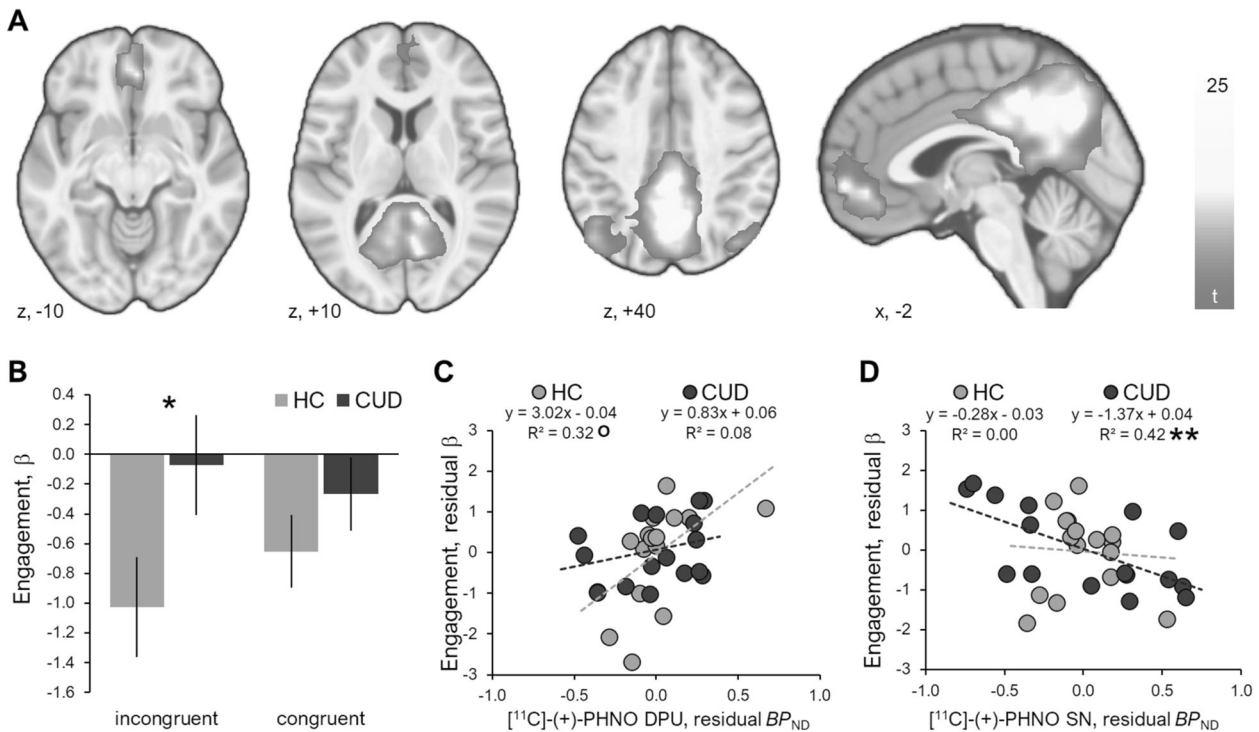 A
25
t
z, -10
z, +10
z, +40
x, -2
B
HC
CUD
*
Engagement, β
0.4
0.2
0.0
-0.2
-0.4
-0.6
-0.8
-1.0
-1.2
-1.4
-1.6
incongruent
congruent
C
HC
CUD
y = 3.02x - 0.04
y = 0.83x + 0.06
R² = 0.32 o
R² = 0.08
Engagement, residual β
3
2
1
0
-1
-2
-3
-1.0
-0.5
0.0
0.5
1.0
[¹¹C]-(+)-PHNO DPU, residual BP_ND
D
HC
CUD
y = -0.28x - 0.03
y = -1.37x + 0.04
R² = 0.00
R² = 0.42 **
Engagement, residual β
3
2
1
0
-1
-2
-3
-1.0
-0.5
0.0
0.5
1.0
[¹¹C]-(+)-PHNO SN, residual BP_ND